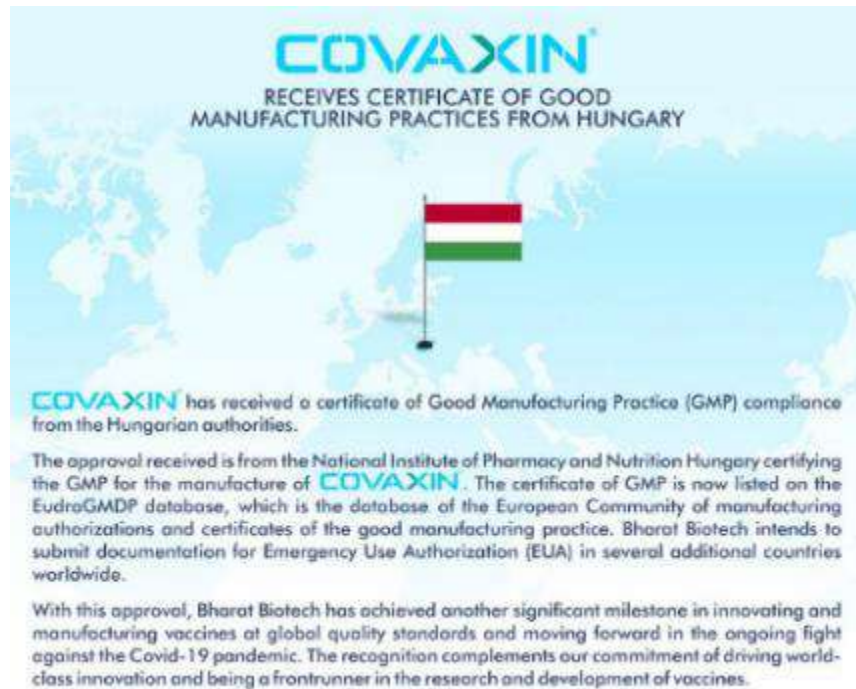 COVAXIN
RECEIVES CERTIFICATE OF GOOD
MANUFACTURING PRACTICES FROM HUNGARY
COVAXIN has received a certificate of Good Manufacturing Practice (GMP) compliance
from the Hungarian authorities.
The approval received is from the National Institute of Pharmacy and Nutrition Hungary certifying
the GMP for the manufacture of COVAXIN. The certificate of GMP is now listed on the
EudraGMDP database, which is the database of the European Community of manufacturing
authorizations and certificates of the good manufacturing practice. Bharat Biotech intends to
submit documentation for Emergency Use Authorization (EUA) in several additional countries
worldwide.
With this approval, Bharat Biotech has achieved another significant milestone in innovating and
manufacturing vaccines at global quality standards and moving forward in the ongoing fight
against the Covid-19 pandemic. The recognition complements our commitment of driving world-
class innovation and being a frontrunner in the research and development of vaccines.